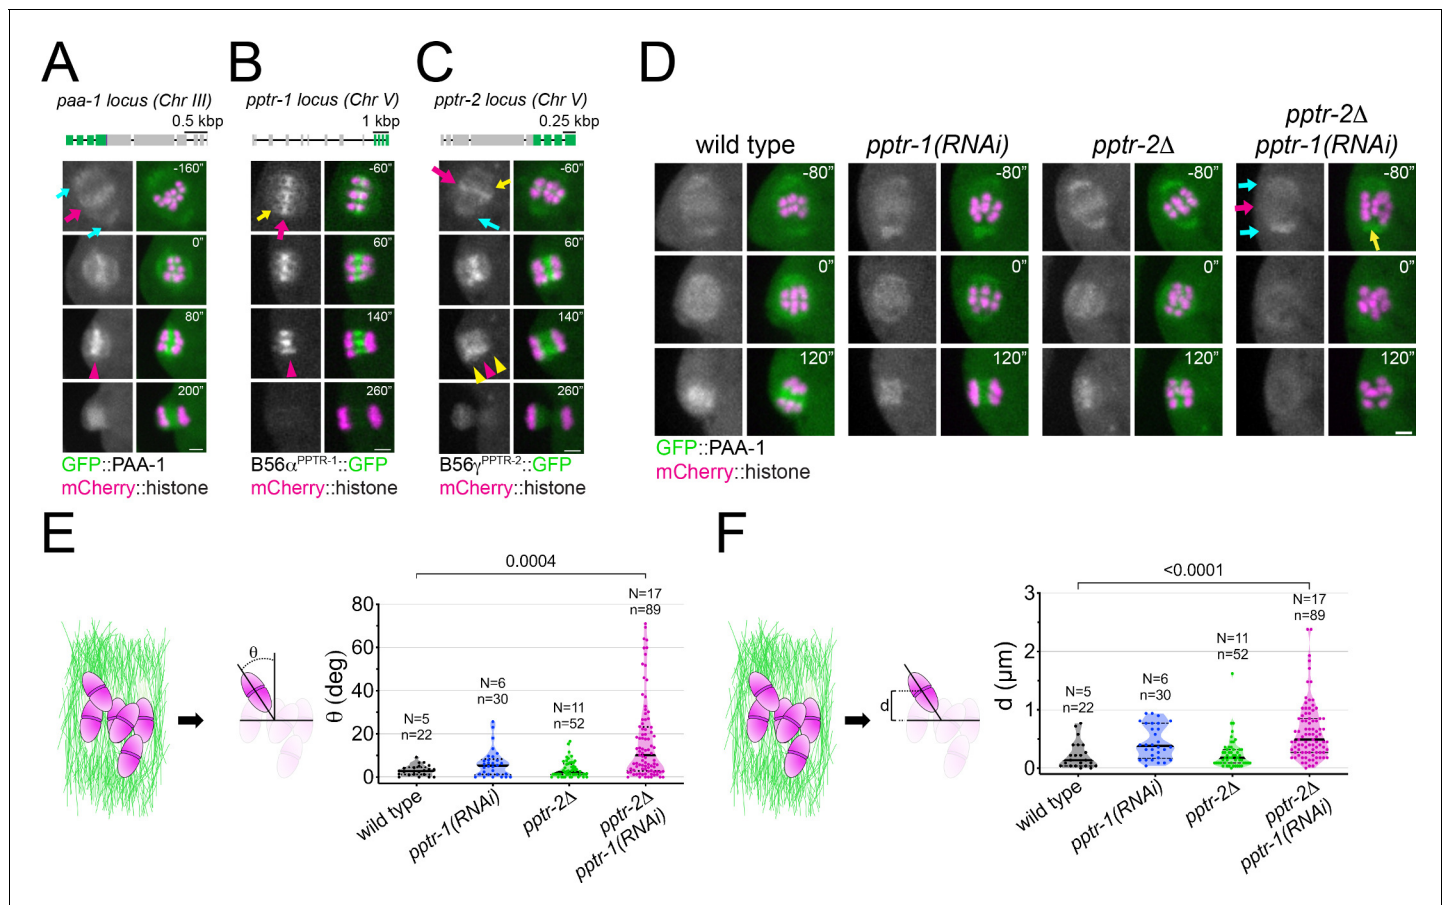 A
B
C
D
paa-1 locus (Chr III)
0.5 kbp
pptr-1 locus (Chr V)
1 kbp
pptr-2 locus (Chr V)
0.25 kbp
-160”
0”
80”
200”
-60”
60”
140”
260”
-60”
60”
140”
260”
GFP::PAA-1
mCherry::histone
B56αPPTR-1::GFP
mCherry::histone
B56γPPTR-2::GFP
mCherry::histone
wild type
pptr-1(RNAi)
pptr-2Δ
pptr-2Δ
pptr-1(RNAi)
-80”
-80”
-80”
-80”
0”
0”
0”
0”
120”
120”
120”
120”
GFP::PAA-1
mCherry::histone
E
θ
θ (deg)
80
60
40
20
0
0.0004
N=5
n=22
N=6
n=30
N=11
n=52
N=17
n=89
wild type
pptr-1(RNAi)
pptr-2Δ
pptr-2Δ
pptr-1(RNAi)
F
d
d (μm)
3
2
1
0
<0.0001
N=5
n=22
N=6
n=30
N=11
n=52
N=17
n=89
wild type
pptr-1(RNAi)
pptr-2Δ
pptr-2Δ
pptr-1(RNAi)